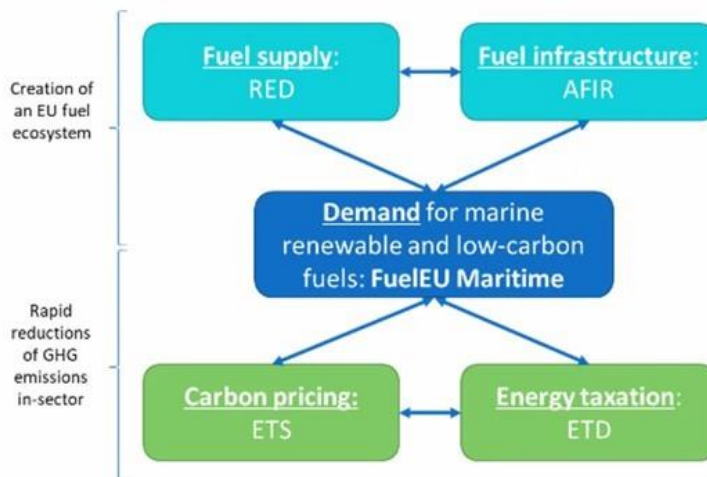 Creation of
an EU fuel
ecosystem
Fuel supply:
RED
Fuel infrastructure:
AFIR
Demand for marine
renewable and low-carbon
fuels: FuelEU Maritime
Rapid
reductions
of GHG
emissions
in-sector
Carbon pricing:
ETS
Energy taxation:
ETD